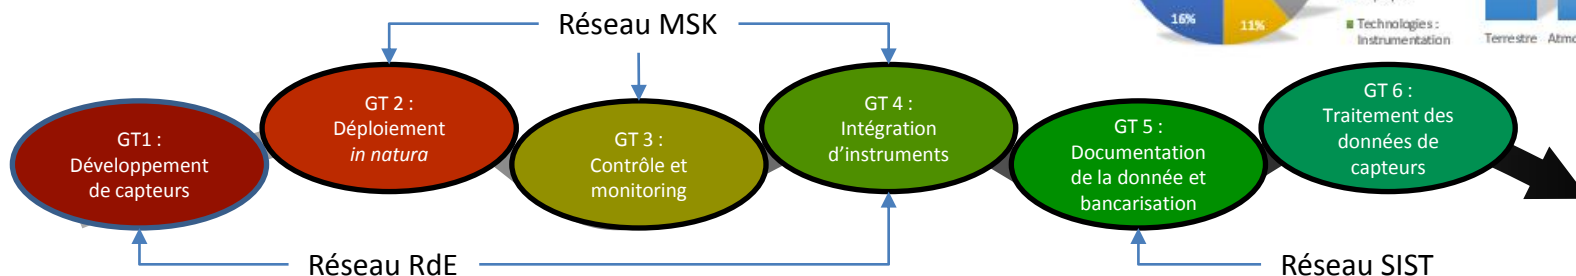 Réseau MSK
16%
11%
Technologies :
Instrumentation
Terrestre
GT1 :
Développement
de capteurs
GT 2 :
Déploiement
in natura
GT 3 :
Contrôle et
monitoring
GT 4 :
Intégration
d'instruments
GT 5 :
Documentation
de la donnée et
bancarisation
GT 6 :
Traitement des
données de
capteurs
Réseau RdE
Réseau SIST